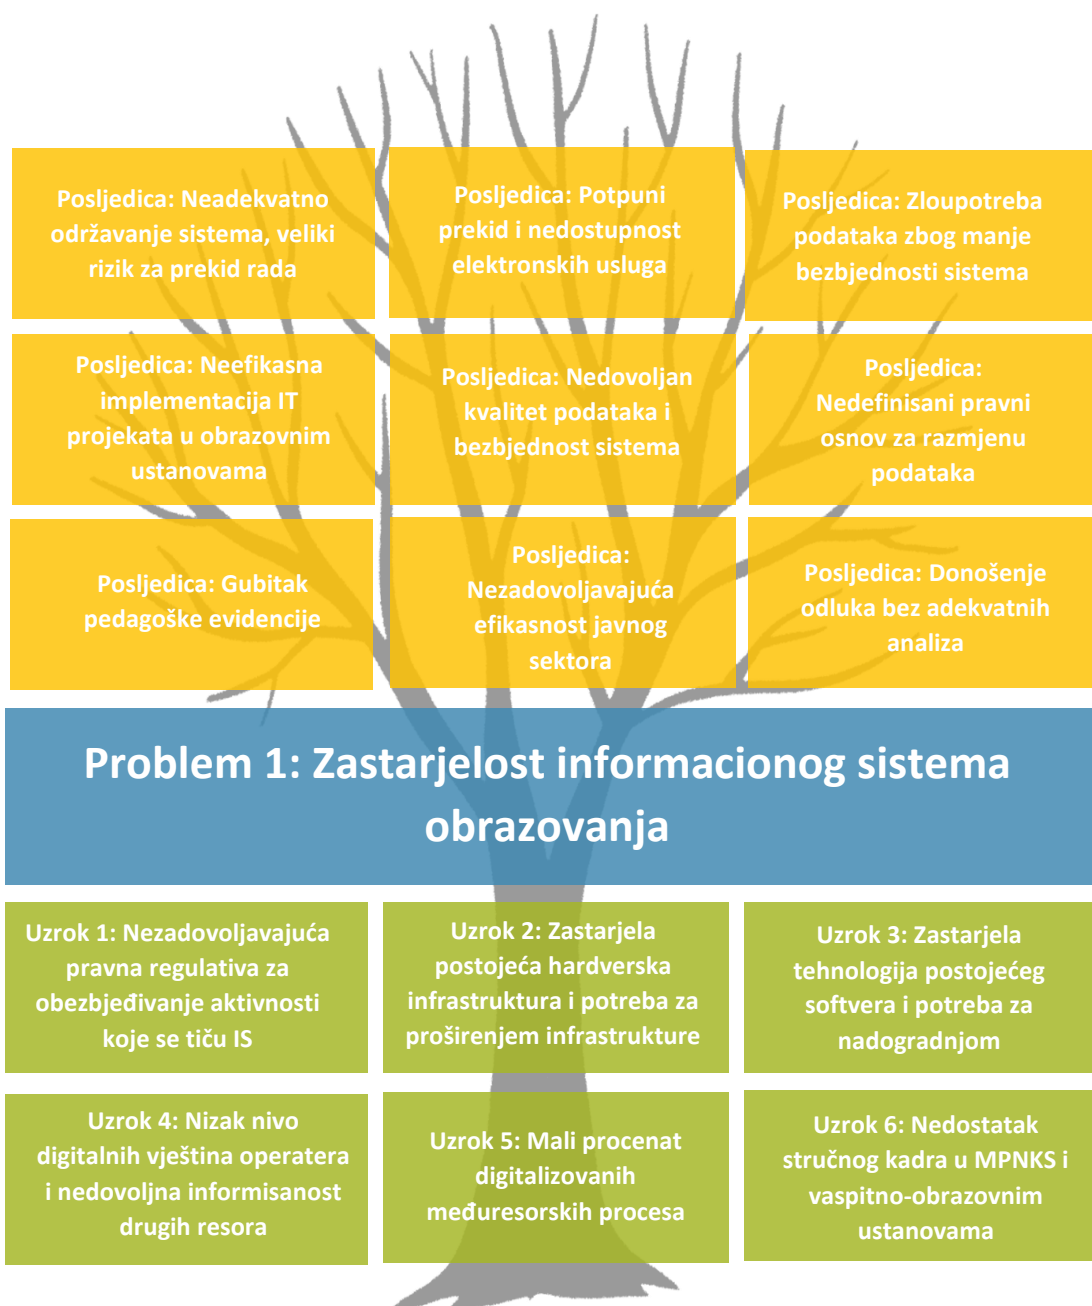 Posljedica: Neadekvatno
održavanje sistema, veliki
rizik za prekid rada
Posljedica: Potpuni
prekid i nedostupnost
elektronskih usluga
Posljedica: Zloupotreba
podataka zbog manje
bezbjednosti sistema
Posljedica: Neefikasna
implementacija IT
projekata u obrazovnim
ustanovama
Posljedica: Nedovoljan
kvalitet podataka i
bezbjednost sistema
Posljedica:
Nedefinisani pravni
osnov za razmjenu
podataka
Posljedica: Gubitak
pedagoške evidencije
Posljedica:
Nezadovoljavajuća
efikasnost javnog
sektora
Posljedica: Donošenje
odluka bez adekvatnih
analiza
Problem 1: Zastarjelost informacionog sistema
obrazovanja
Uzrok 1: Nezadovoljavajuća
pravna regulativa za
obezbjeđivanje aktivnosti
koje se tiču IS
Uzrok 2: Zastarjela
postojeća hardverska
infrastruktura i potreba za
proširenjem infrastrukture
Uzrok 3: Zastarjela
tehnologija postojećeg
softvera i potreba za
nadogradnjom
Uzrok 4: Nizak nivo
digitalnih vještina operatera
i nedovoljna informisanost
drugih resora
Uzrok 5: Mali procenat
digitalizovanih
međuresorskih procesa
Uzrok 6: Nedostatak
stručnog kadra u MPNKS i
vaspitno-obrazovnim
ustanovama